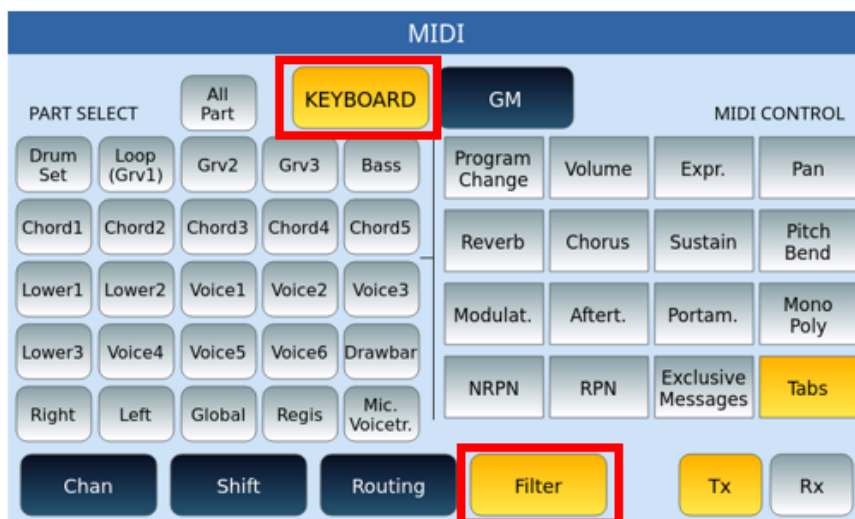 MIDI
PART SELECT
All
Part
KEYBOARD
GM
MIDI CONTROL
Drum
Set
Loop
(Grv1)
Grv2
Grv3
Bass
Program
Change
Volume
Expr.
Pan
Chord1
Chord2
Chord3
Chord4
Chord5
Reverb
Chorus
Sustain
Pitch
Bend
Lower1
Lower2
Voice1
Voice2
Voice3
Modulat.
Aftert.
Portam.
Mono
Poly
Lower3
Voice4
Voice5
Voice6
Drawbar
NRPN
RPN
Exclusive
Messages
Tabs
Right
Left
Global
Regis
Mic.
Voicetr.
Chan
Shift
Routing
Filter
Tx
Rx